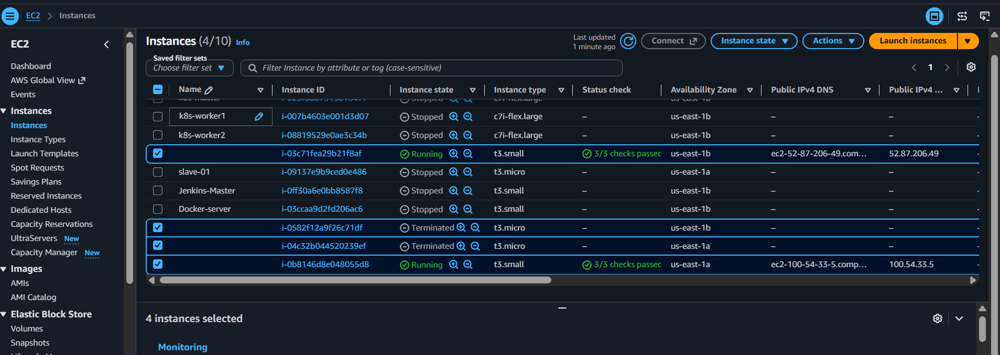 EC2 > Instances
EC2
Dashboard
AWS Global View
Events
Instances
Instances
Instance Types
Launch Templates
Spot Requests
Savings Plans
Reserved Instances
Dedicated Hosts
Capacity Reservations
UltraServers New
Capacity Manager New
Images
AMIs
AMI Catalog
Elastic Block Store
Volumes
Snapshots
Instances (4/10) Info
Last updated
1 minute ago
Connect
Instance state
Actions
Launch instances
Saved filter sets
Choose filter set
Filter Instance by attribute or tag (case-sensitive)
1
Name Instance ID Instance state Instance type Status check Availability Zone Public IPv4 DNS Public IPv4 ...
k8s-master Stopped c7i-flex.large – us-east-1b – –
k8s-worker1 i-007b4603e001d3d07 Stopped c7i-flex.large – us-east-1b – – -
k8s-worker2 i-08819529e0ae3c34b Stopped c7i-flex.large – us-east-1b – – -
i-03c71fea29b21f8af Running t3.small 3/3 checks passec us-east-1b ec2-52-87-206-49.com... 52.87.206.49 -
slave-01 i-09137e9b9ced0e486 Stopped t3.micro – us-east-1a – – -
Jenkins-Master i-0ff30a6e0bb8587f8 Stopped t3.small – us-east-1a – – -
Docker-server i-03ccaa9d2fd206ac6 Stopped t3.small – us-east-1b – – -
i-0582f12a9f26c71df Terminated t3.micro – us-east-1b – – -
i-04c32b044520239ef Terminated t3.micro – us-east-1a – – -
i-0b8146d8e048055d8 Running t3.small 3/3 checks passec us-east-1a ec2-100-54-33-5.comp... 100.54.33.5 -
4 instances selected
Monitoring